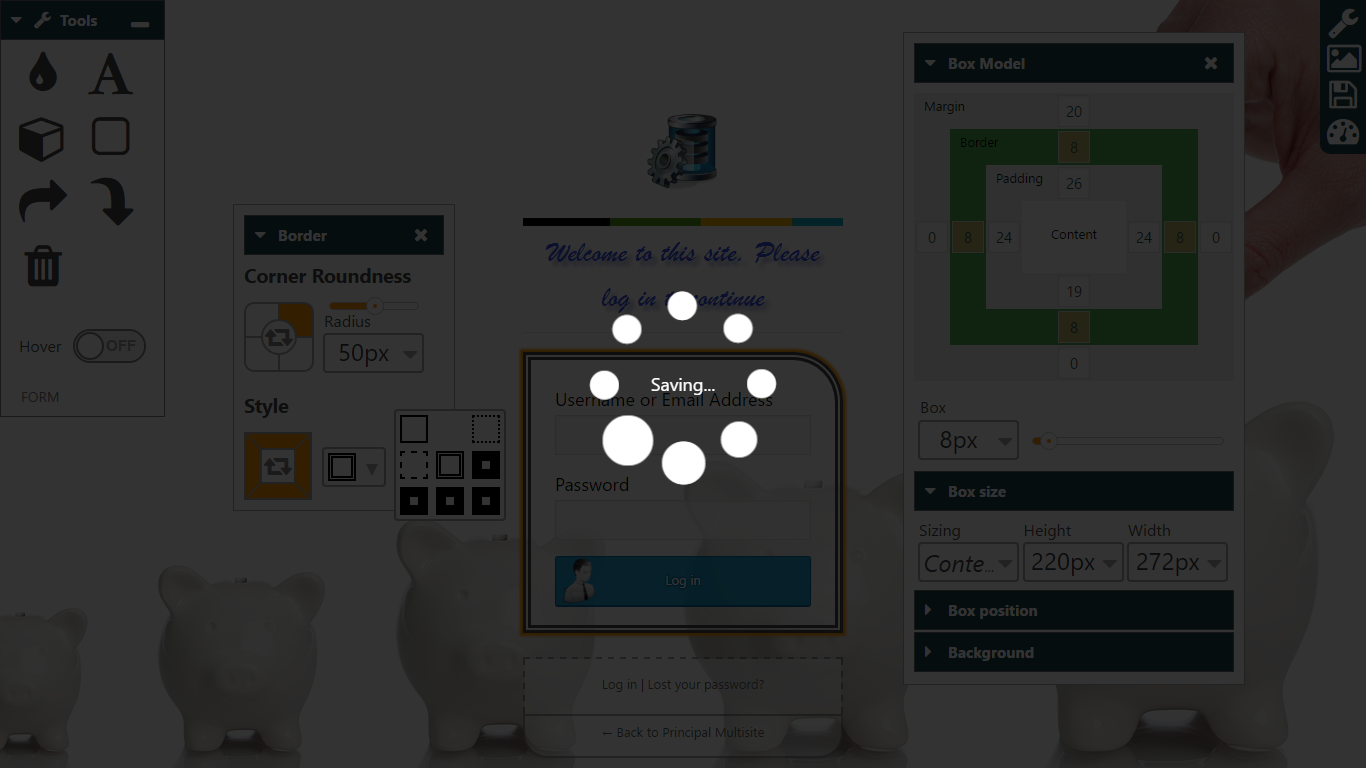 Tools
Hover
OFF
FORM
Border
Corner Roundness
Radius
50px
Style
Welcome to this site. Please
log in to continue
Saving...
Username or Email Address
Password
Log in
Log in | Lost your password?
← Back to Principal Multisite
Box Model
Margin
20
Border
8
Padding
26
0
8
24
Content
24
8
0
19
8
0
Box
8px
Box size
Sizing
Height
Width
Conte...
220px
272px
Box position
Background